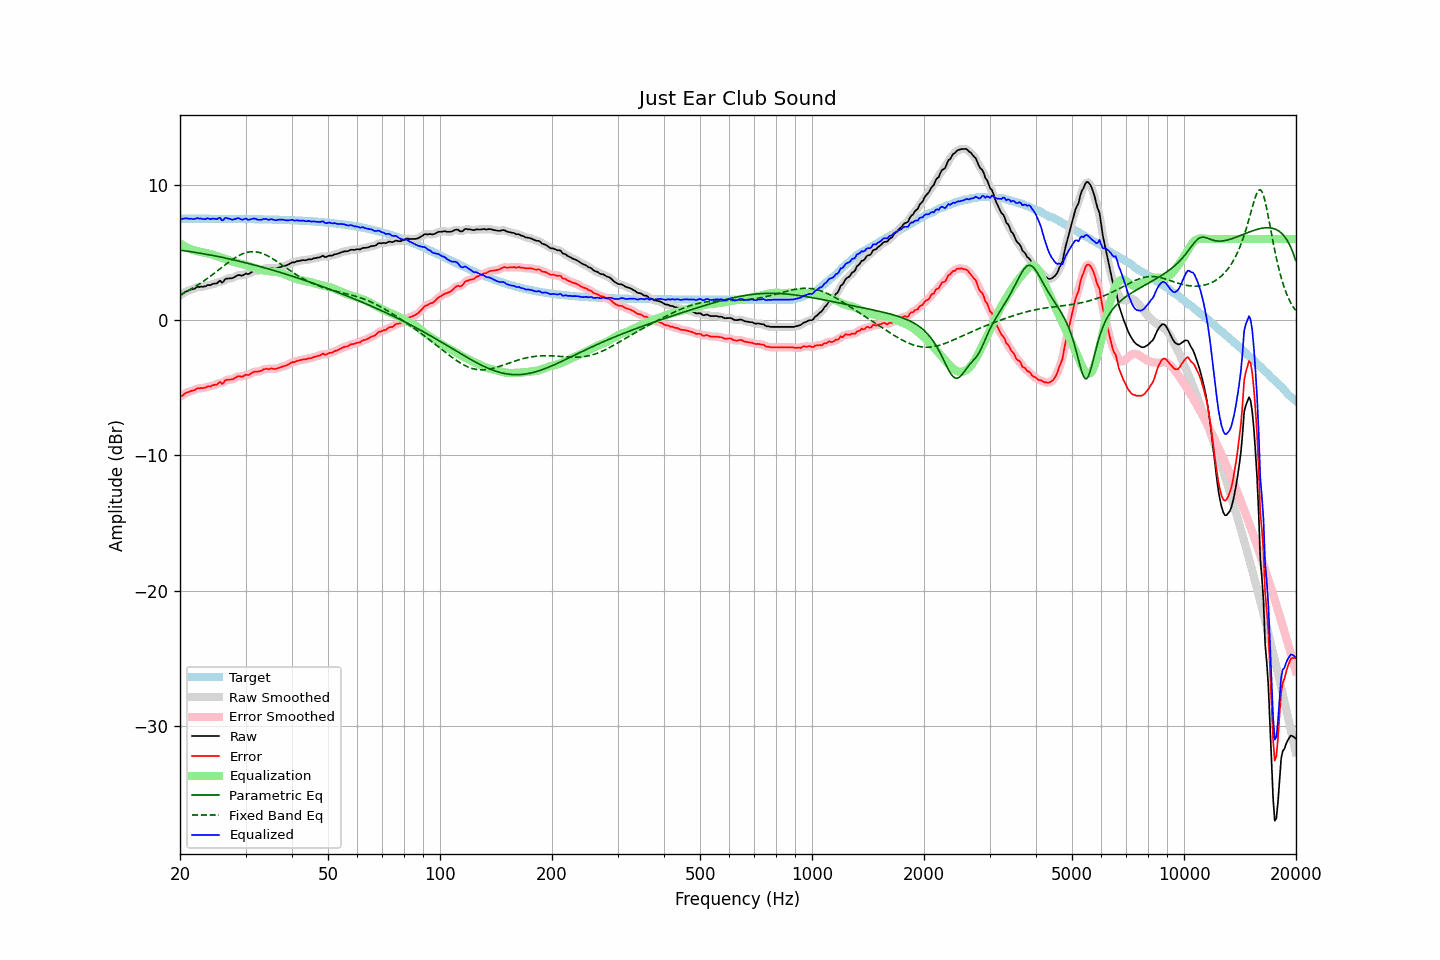 Just Ear Club Sound
Amplitude (dBr)
10
0
−10
−20
−30
Target
Raw Smoothed
Error Smoothed
Raw
Error
Equalization
Parametric Eq
Fixed Band Eq
Equalized
20 50 100 200 500 1000 2000 5000 10000 20000
Frequency (Hz)